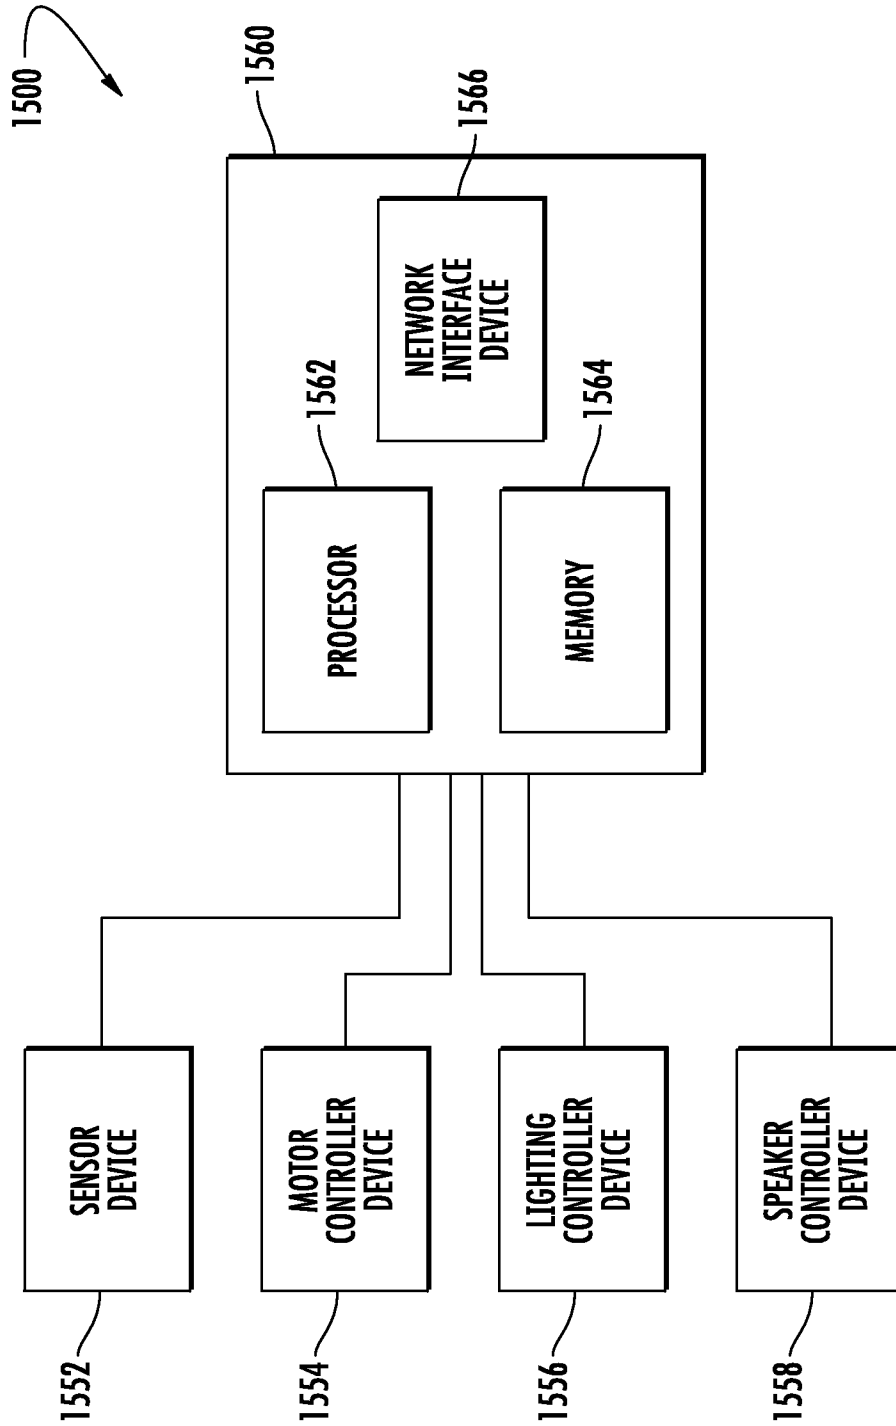 1500
1560
1566
NETWORK
INTERFACE
DEVICE
1562
PROCESSOR
1564
MEMORY
SENSOR
DEVICE
1552
MOTOR
CONTROLLER
DEVICE
1554
LIGHTING
CONTROLLER
DEVICE
1556
SPEAKER
CONTROLLER
DEVICE
1558